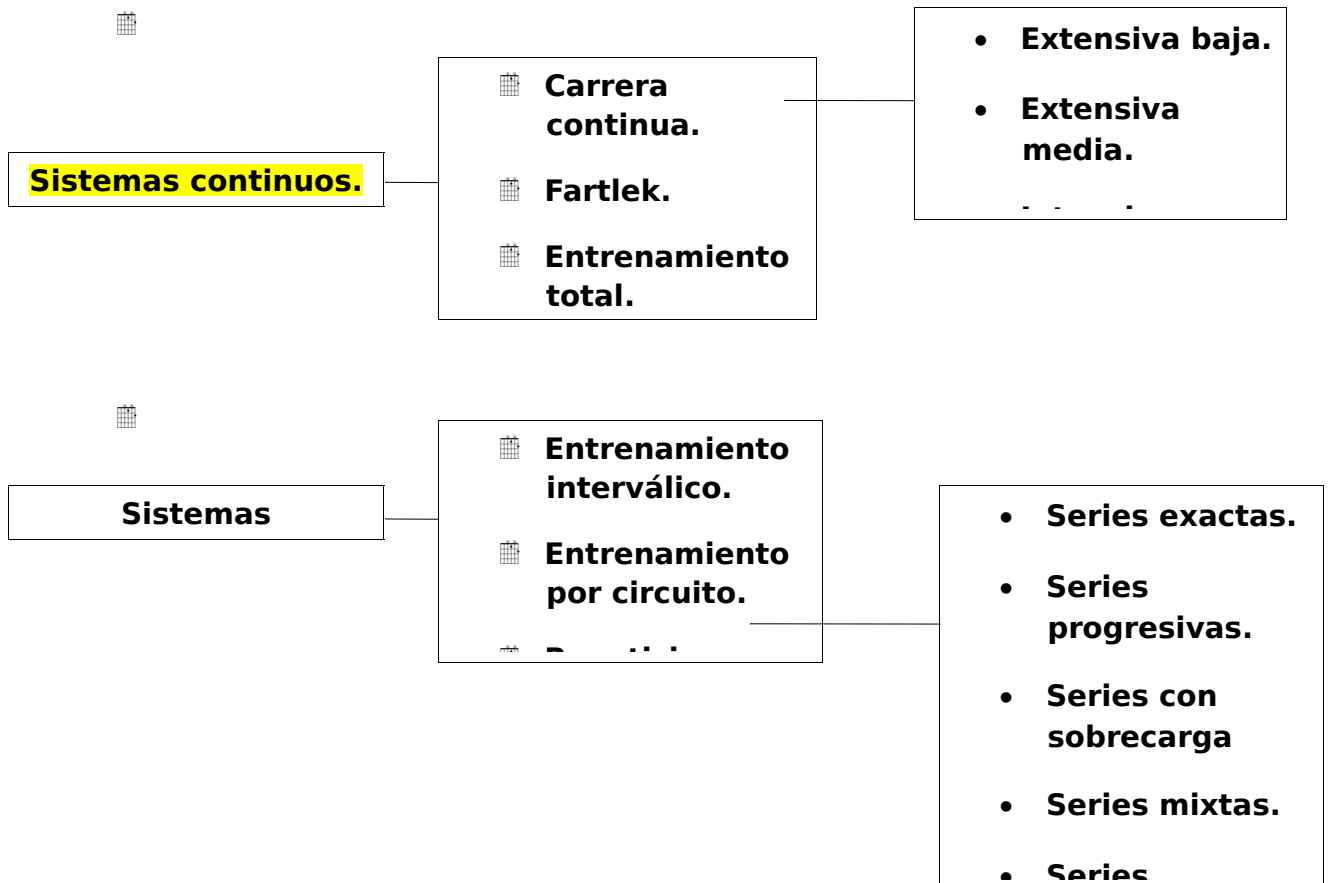 Sistemas continuos.
Carrera
continua.
Fartlek.
Entrenamiento
total.
• Extensiva baja.
• Extensiva
media.
Sistemas
Entrenamiento
interválico.
Entrenamiento
por circuito.
• Series exactas.
• Series
progresivas.
• Series con
sobrecarga
• Series mixtas.
• Series